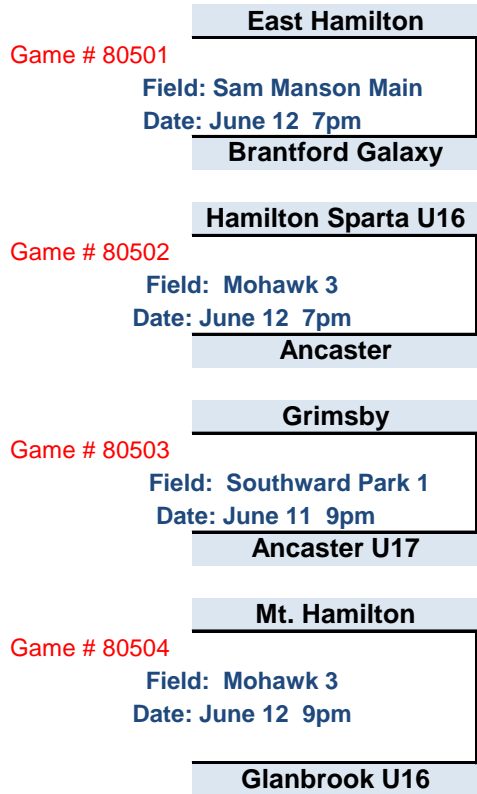 East Hamilton
Game # 80501
Field: Sam Manson Main
Date: June 12 7pm
Brantford Galaxy
Hamilton Sparta U16
Game # 80502
Field: Mohawk 3
Date: June 12 7pm
Ancaster
Grimsby
Game # 80503
Field: Southward Park 1
Date: June 11 9pm
Ancaster U17
Mt. Hamilton
Game # 80504
Field: Mohawk 3
Date: June 12 9pm
Glanbrook U16